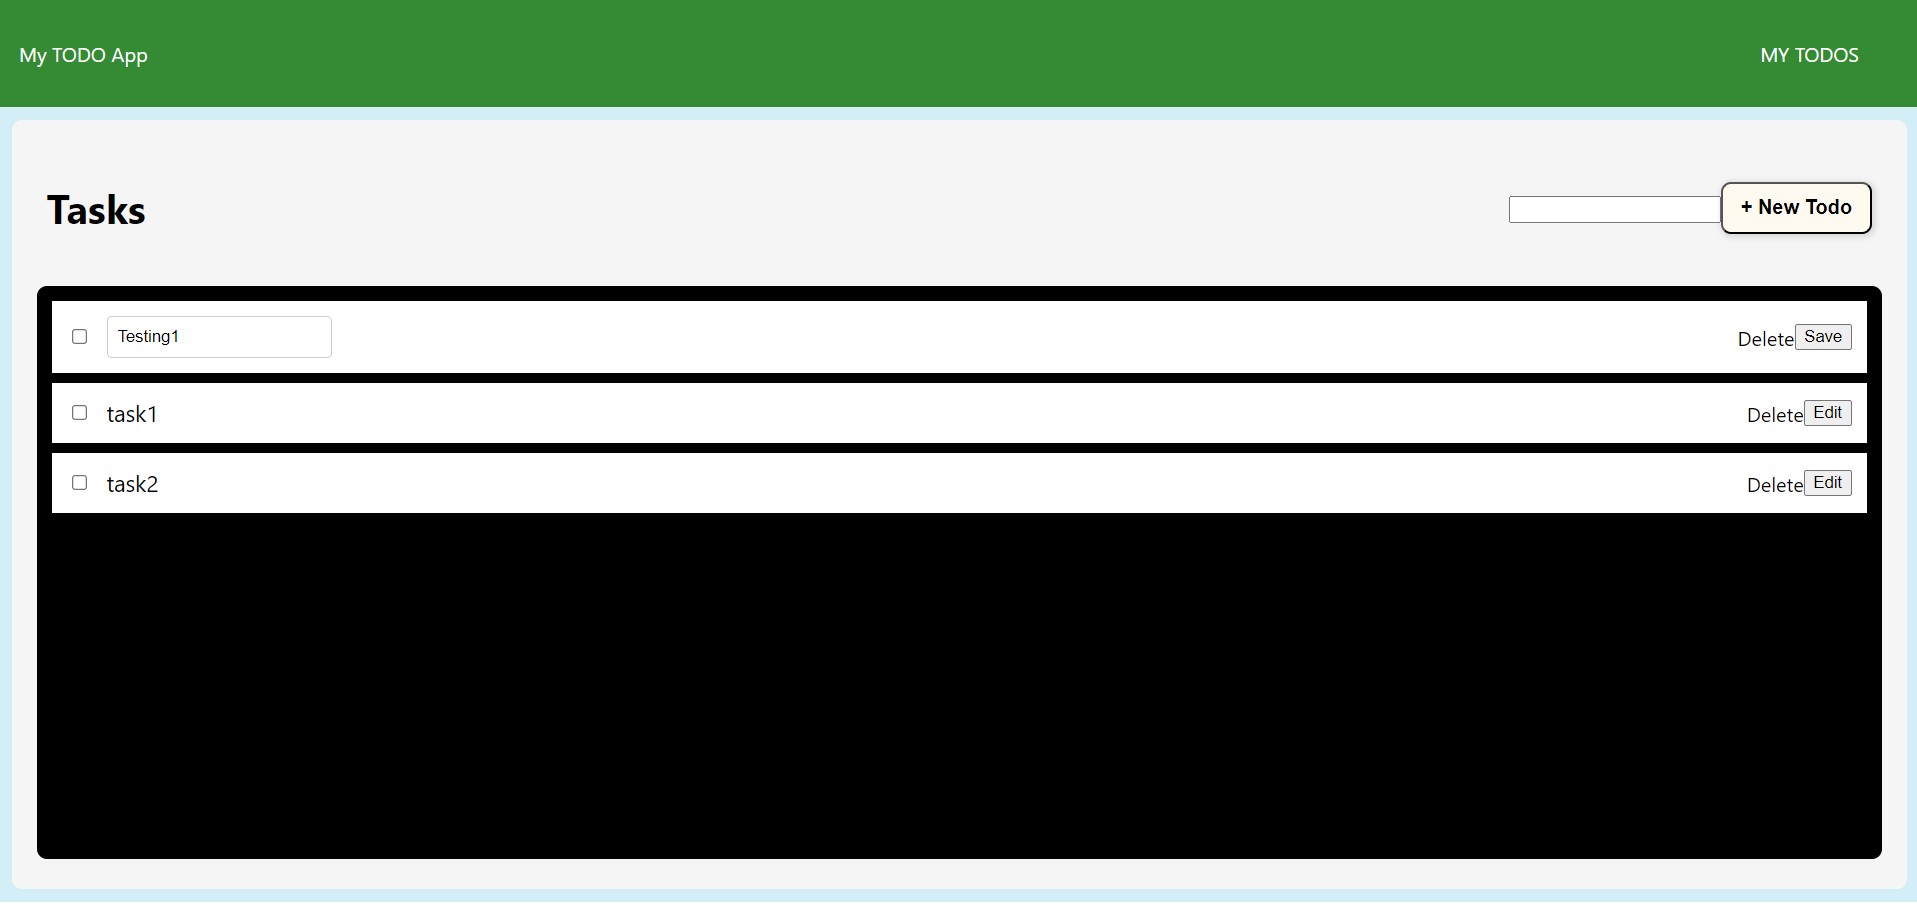 My TODO App MY TODOS
Tasks + New Todo
Testing1 Delete Save
task1 Delete Edit
task2 Delete Edit